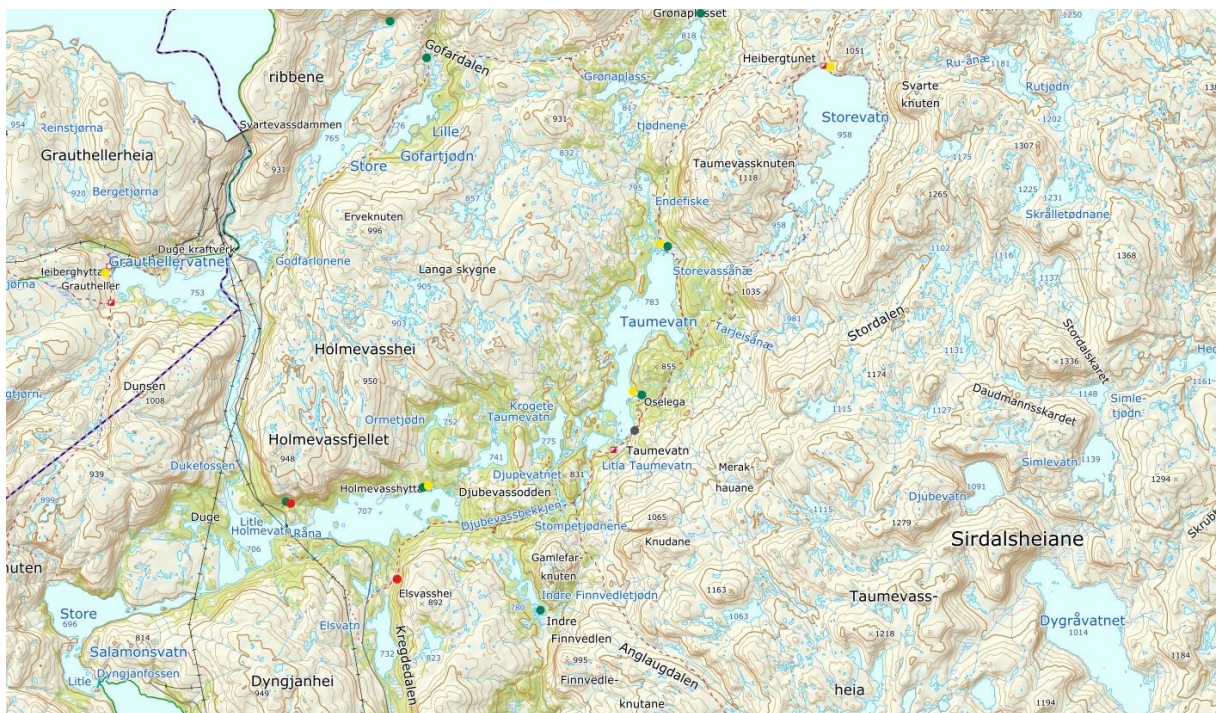 Grønaplasset
818
1250
Gofardalen
Heibergtunet
1051
Ru-ånæ
1181
ribbene
Grønaplass-
Svarte
knuten
Rutjødn
Storevatn
958
1202
954
Reinstjørna
Svartevassdammen
776
Lille
817
931
tjødnene
Grauthellerheia
765
Gofartjødn
Store
832
Taumevassknuten
1118
1307
1175
931
920
Bergetjørna
795
1225
1231
1265
857
Endefiske
Skrålletødnane
Erveknuten
996
958
Duge kraftverk
1102
Grauthellervatnet
Godfarlonene
1116
1368
Langa skygne
Storevassånæ
Grautheller
753
905
783
1035
1137
903
981
Taumevatn
Stordalen
Tarjeisånæ
Stordalskaret
Holmevasshei
1131
1336
855
1161
Dunsen
1008
950
1174
Daudmannsskardet
1148
Simle-
tjødn
Krogete
Taumevatn
Oselega
Ormetjødn
752
1115
1127
775
Holmevassfjellet
Taumevatn
Simlevatn
1139
948
741
Dukefossen
Djupevatnet
831
Litla Taumevatn
Merak-
hauane
939
Djubevatn
1091
1294
899
Holmevasshytta
Djubevassodden
Duge
707
Djubevassbekkjen
1065
1115
Litle
Holmevatn
Råna
Stompetjødnene
1279
Knudane
Sirdalsheiane
706
Gamlefar-
knuten
1163
Elsvasshei
892
Indre Finnvedletjødn
Taumevass-
Store
696
780
1063
Dygråvatnet
1014
Elsvatn
Indre
Finnvedlen
814
1218
Salamonsvatn
732
823
Kregdedalen
1184
Dyngjanfossen
995
Anglaugdalen
Litle
Dyngjanhei
949
Finnvedle-
knutane
heia
1194